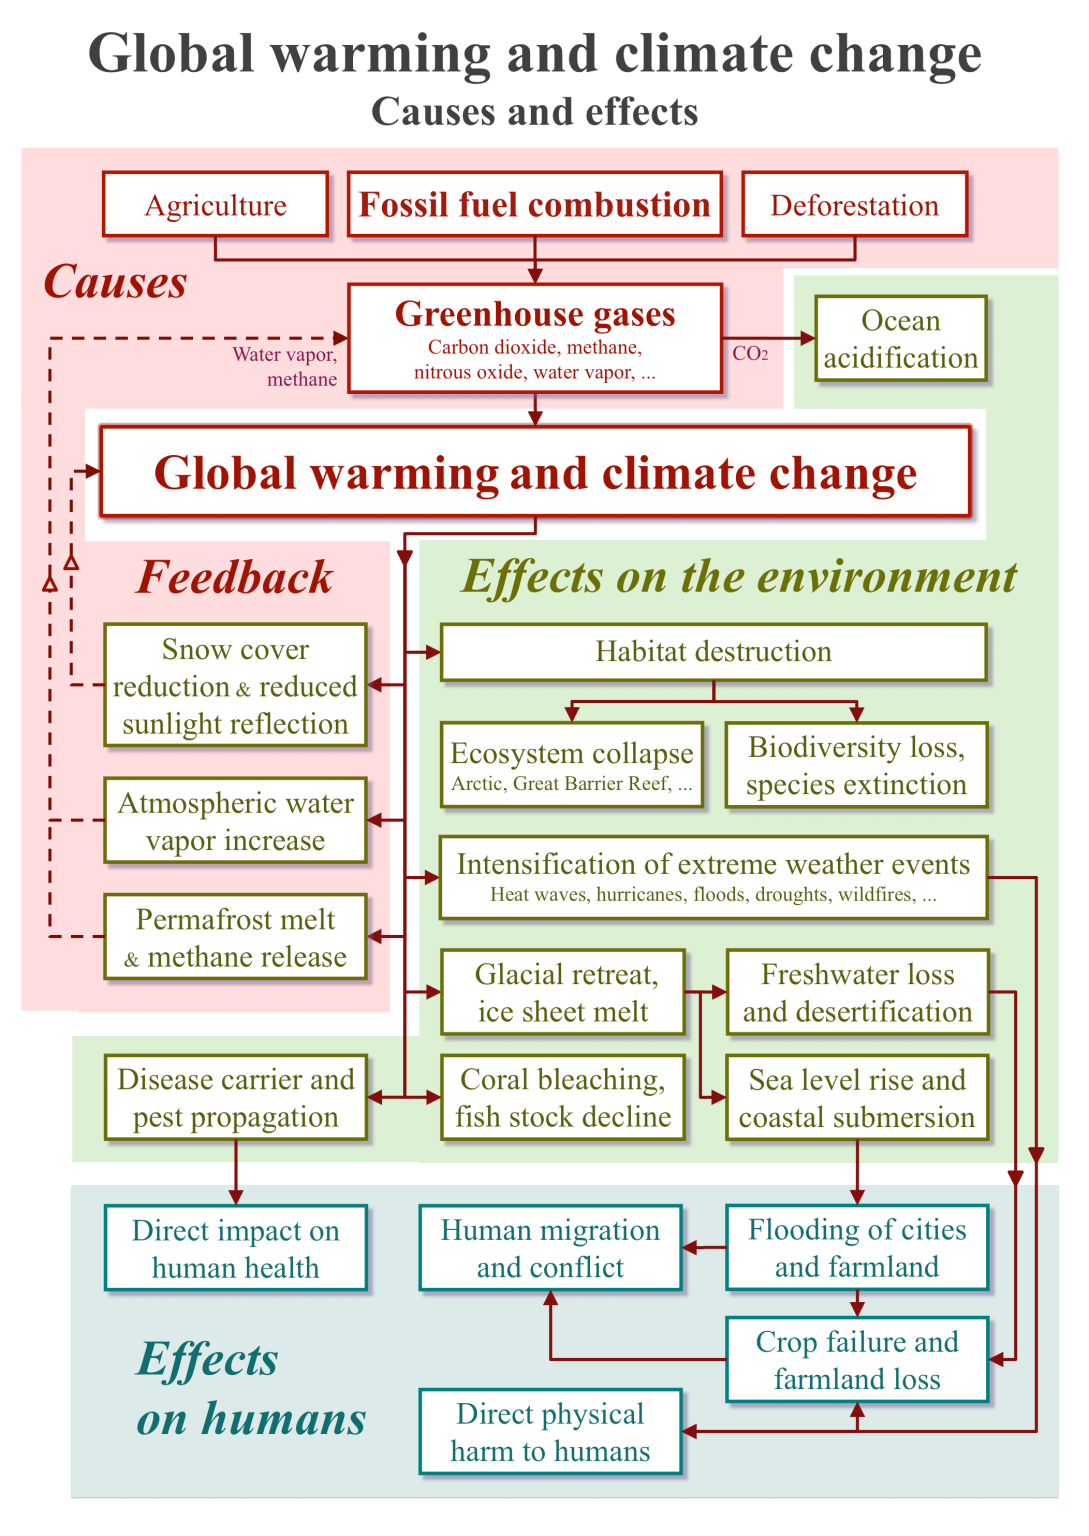 Global warming and climate change
Causes and effects
Agriculture
Fossil fuel combustion
Deforestation
Causes
Greenhouse gases
Carbon dioxide, methane,
nitrous oxide, water vapor, ...
Water vapor,
methane
CO₂
Ocean
acidification
Global warming and climate change
Feedback
Snow cover
reduction & reduced
sunlight reflection
Atmospheric water
vapor increase
Permafrost melt
& methane release
Effects on the environment
Habitat destruction
Ecosystem collapse
Arctic, Great Barrier Reef, ...
Biodiversity loss,
species extinction
Intensification of extreme weather events
Heat waves, hurricanes, floods, droughts, wildfires, ...
Glacial retreat,
ice sheet melt
Freshwater loss
and desertification
Disease carrier and
pest propagation
Coral bleaching,
fish stock decline
Sea level rise and
coastal submersion
Direct impact on
human health
Human migration
and conflict
Flooding of cities
and farmland
Effects
on humans
Crop failure and
farmland loss
Direct physical
harm to humans